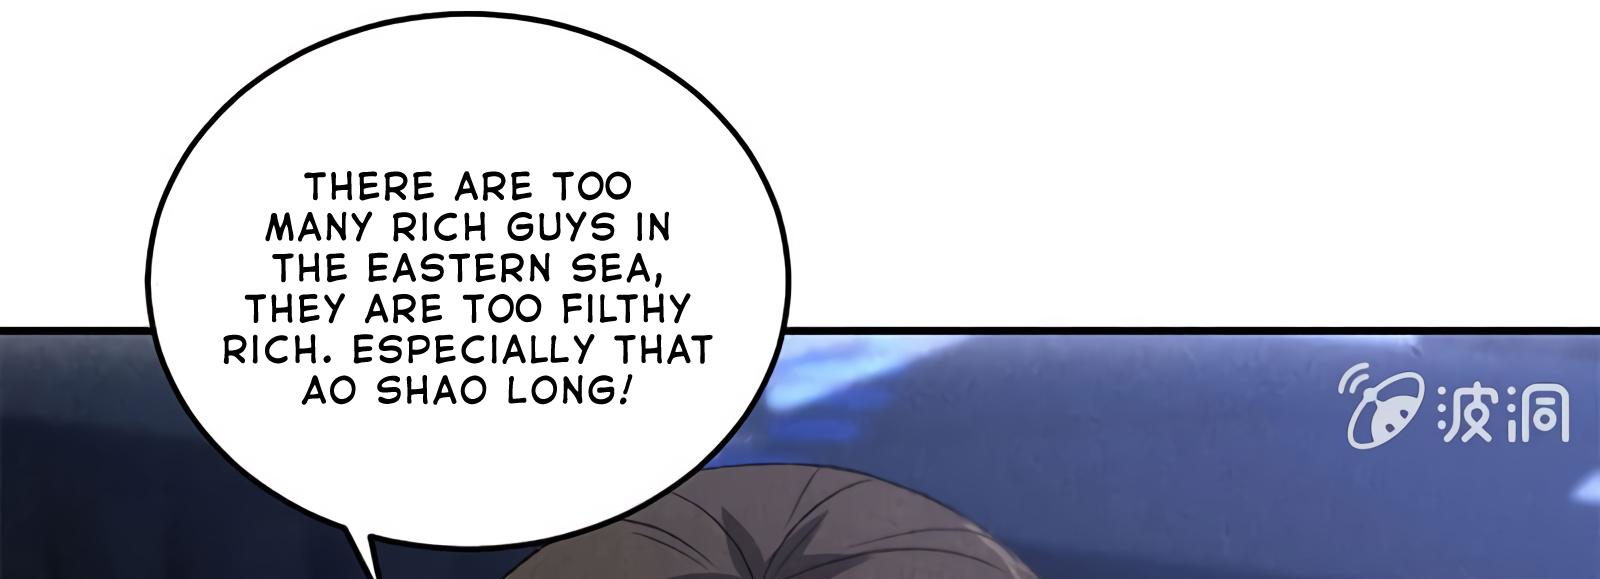 THERE ARE TOO
MANY RICH GUYS IN
THE EASTERN SEA,
THEY ARE TOO FILTHY
RICH. ESPECIALLY THAT
AO SHAO LONG!
波洞